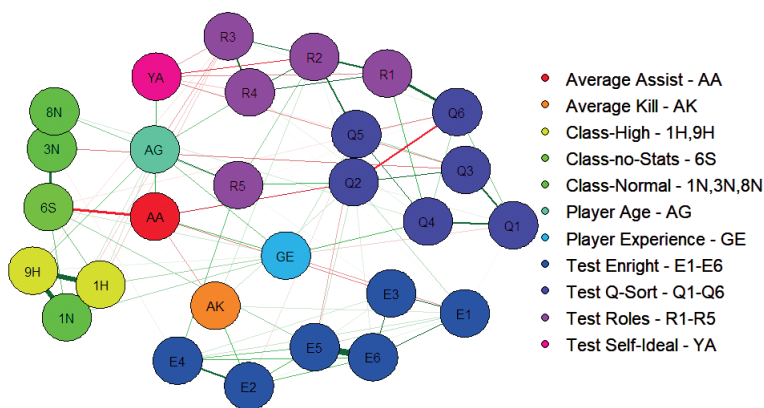 R3
R2
YA
R1
R4
8N
Q6
Q5
3N
AG
Q3
R5
Q2
6S
AA
Q4
Q1
GE
9H
1H
E3
AK
1N
E1
E5
E4
E6
E2
Average Assist - AA
Average Kill - AK
Class-High - 1H,9H
Class-no-Stats - 6S
Class-Normal - 1N,3N,8N
Player Age - AG
Player Experience - GE
Test Enright - E1-E6
Test Q-Sort - Q1-Q6
Test Roles - R1-R5
Test Self-Ideal - YA